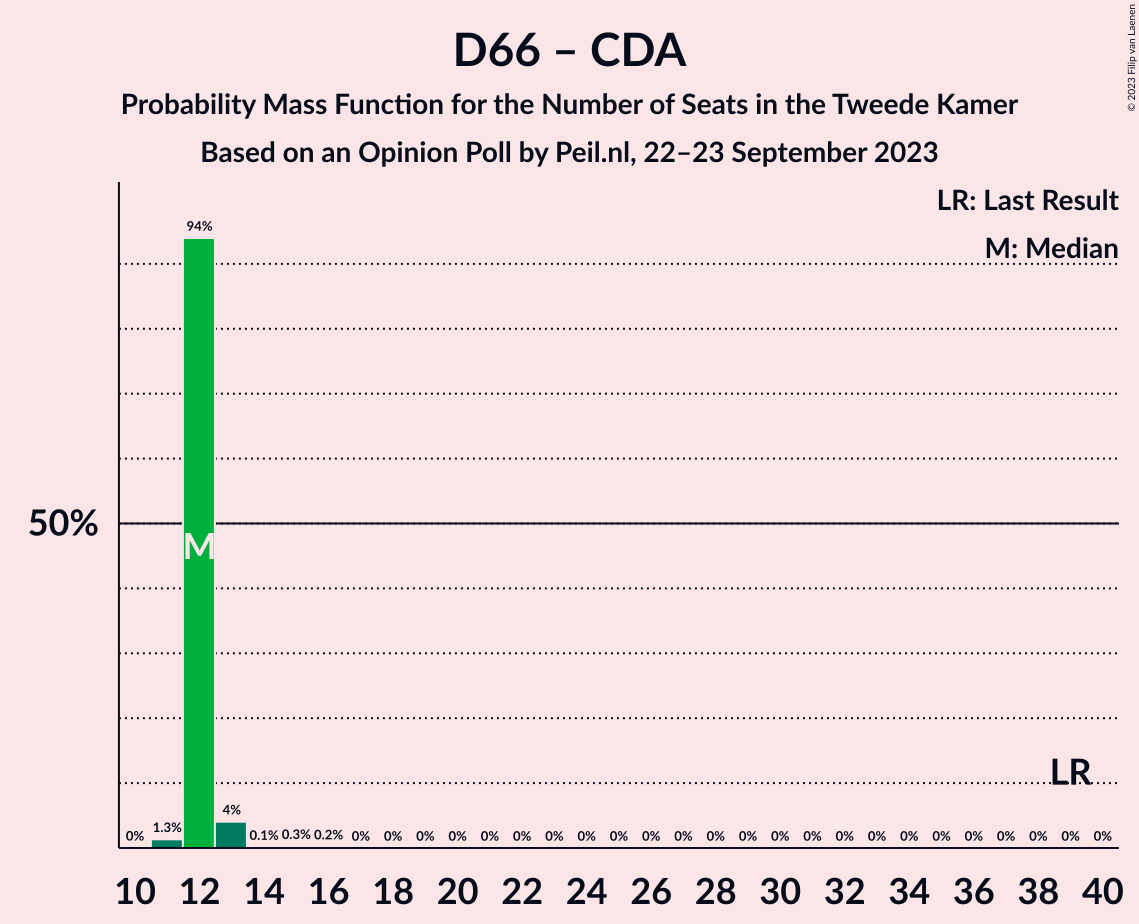 D66 – CDA
Probability Mass Function for the Number of Seats in the Tweede Kamer
Based on an Opinion Poll by Peil.nl, 22–23 September 2023
© 2023 Filip van Laenen
LR: Last Result
M: Median
50%
M
LR
0% 1.3% 94% 4% 0.1% 0.3% 0.2% 0% 0% 0% 0% 0% 0% 0% 0% 0% 0% 0% 0% 0% 0% 0% 0% 0% 0% 0% 0% 0% 0% 0% 0%
10 12 14 16 18 20 22 24 26 28 30 32 34 36 38 40